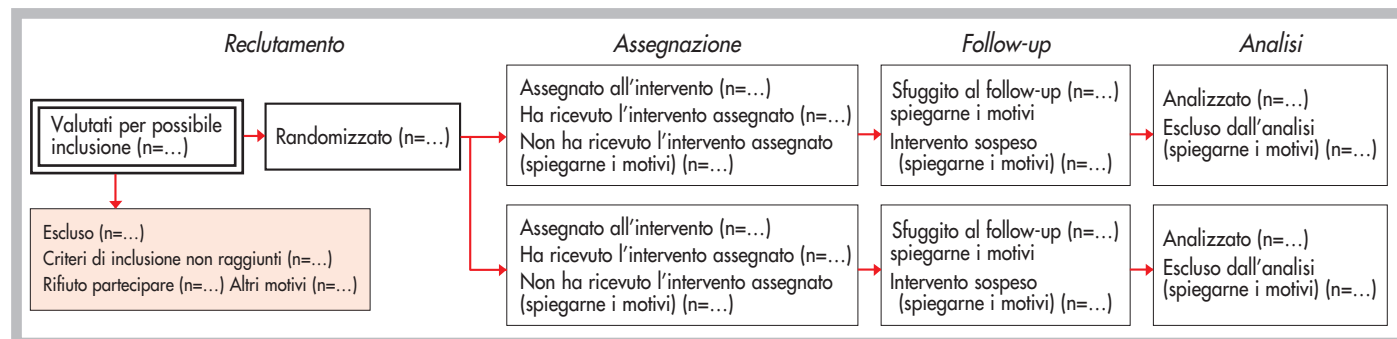 Reclutamento
Assegnazione
Follow-up
Analisi
Valutati per possibile
inclusione (n=…)
Randomizzato (n=…)
Escluso (n=…)
Criteri di inclusione non raggiunti (n=…)
Rifiuto partecipare (n=…) Altri motivi (n=…)
Assegnato all'intervento (n=…)
Ha ricevuto l'intervento assegnato (n=…)
Non ha ricevuto l'intervento assegnato
(spiegarne i motivi) (n=…)
Sfuggito al follow-up (n=…)
spiegarne i motivi
Intervento sospeso
(spiegarne i motivi) (n=…)
Analizzato (n=…)
Escluso dall'analisi
(spiegarne i motivi) (n=…)
Assegnato all'intervento (n=…)
Ha ricevuto l'intervento assegnato (n=…)
Non ha ricevuto l'intervento assegnato
(spiegarne i motivi) (n=…)
Sfuggito al follow-up (n=…)
spiegarne i motivi
Intervento sospeso
(spiegarne i motivi) (n=…)
Analizzato (n=…)
Escluso dall'analisi
(spiegarne i motivi) (n=…)